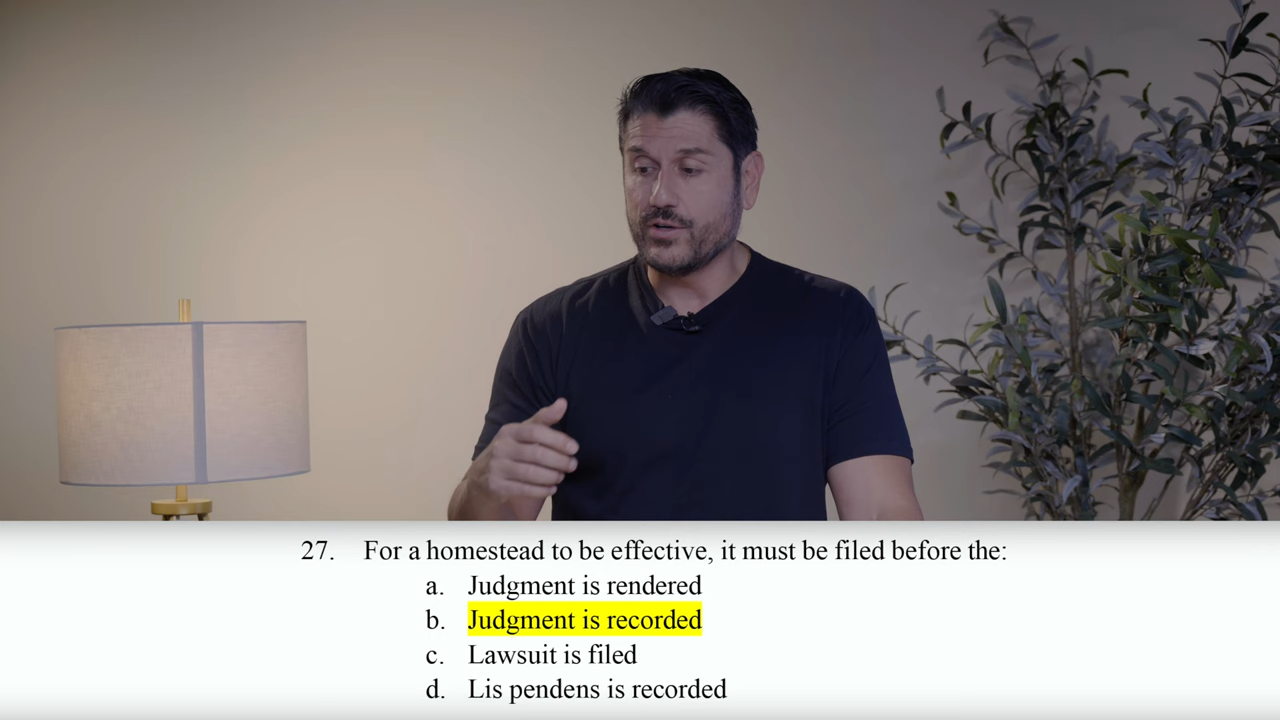 27. For a homestead to be effective, it must be filed before the:
a. Judgment is rendered
b. Judgment is recorded
c. Lawsuit is filed
d. Lis pendens is recorded